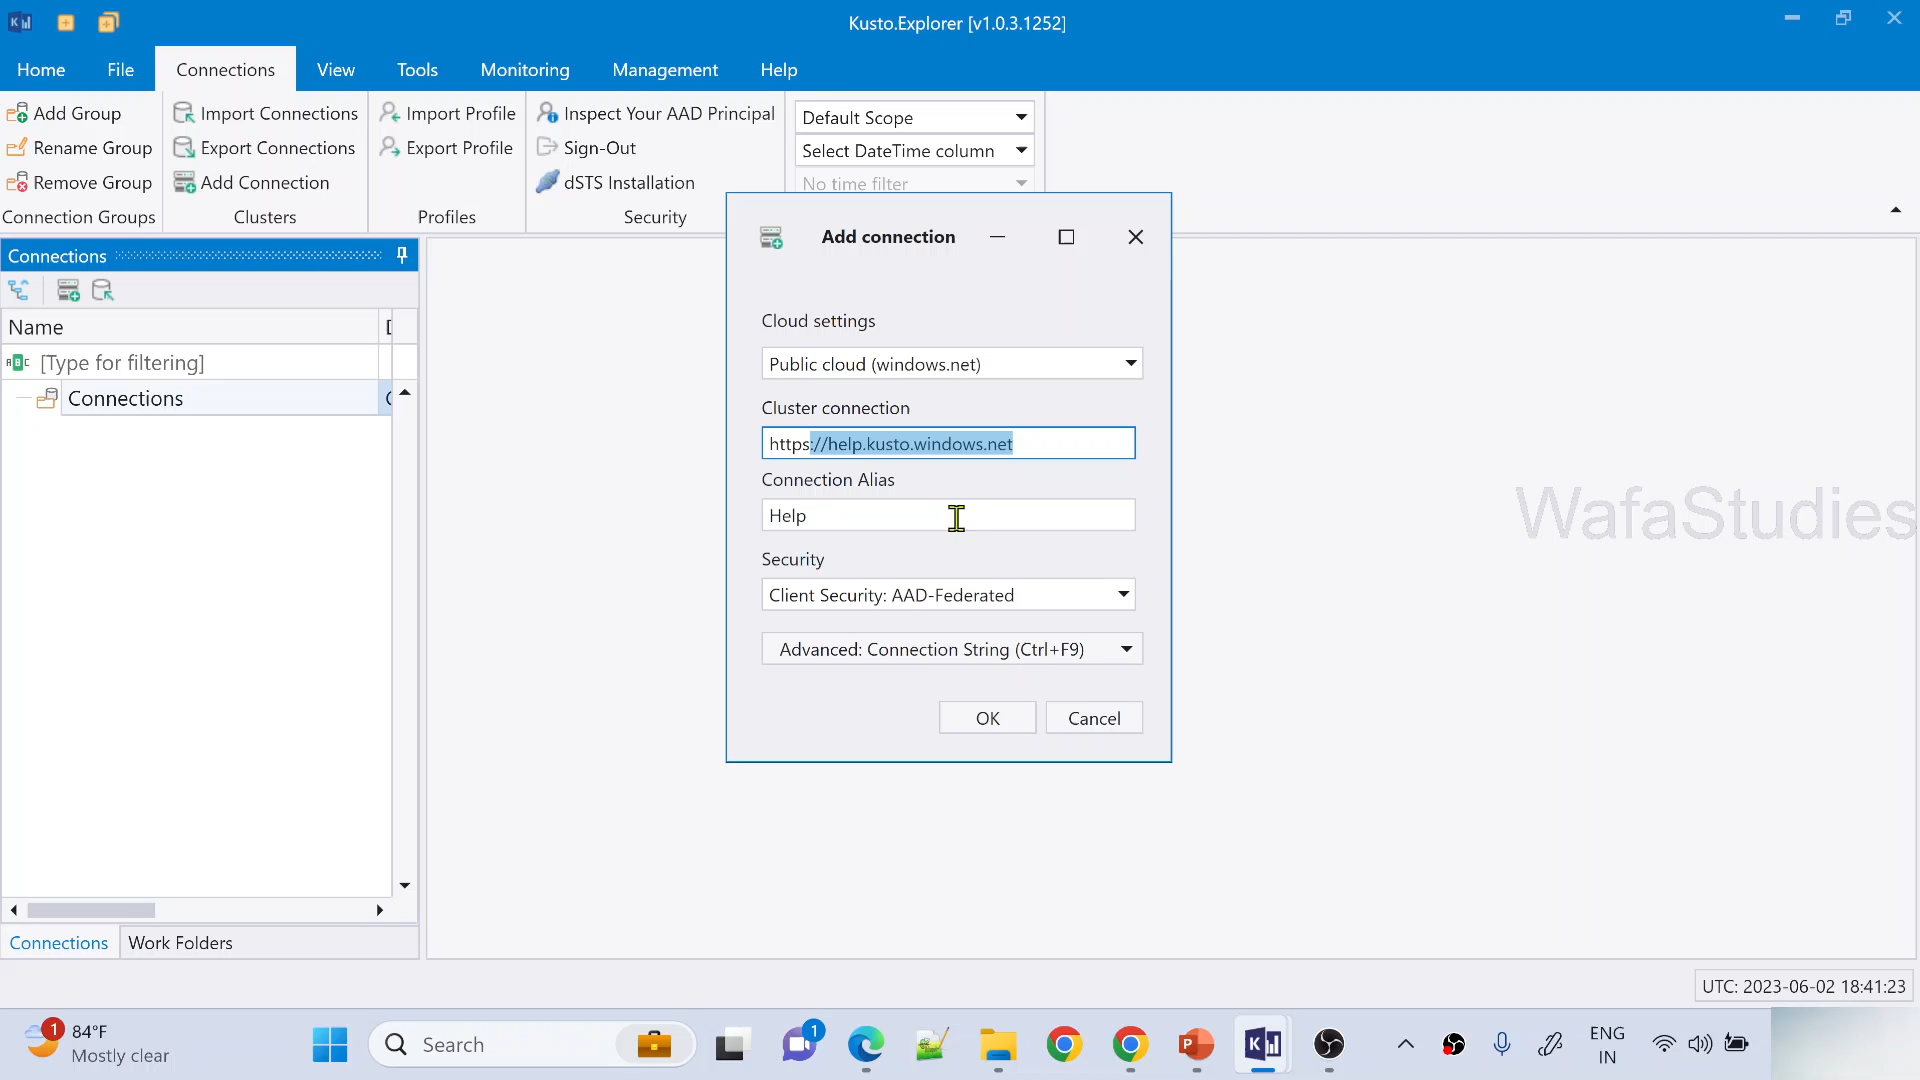 Kusto.Explorer [v1.0.3.1252]
Home File Connections View Tools Monitoring Management Help
Add Group Import Connections Import Profile Inspect Your AAD Principal Default Scope
Rename Group Export Connections Export Profile Sign-Out Select DateTime column
Remove Group Add Connection dSTS Installation No time filter
Connection Groups Clusters Profiles Security
Add connection
Connections
Name
[Type for filtering]
Connections
Cloud settings
Public cloud (windows.net)
Cluster connection
https://help.kusto.windows.net
Connection Alias
Help
Security
Client Security: AAD-Federated
Advanced: Connection String (Ctrl+F9)
OK Cancel
WafaStudies
Connections Work Folders
UTC: 2023-06-02 18:41:23
1 84°F
Mostly clear
Search
1
ENG
IN